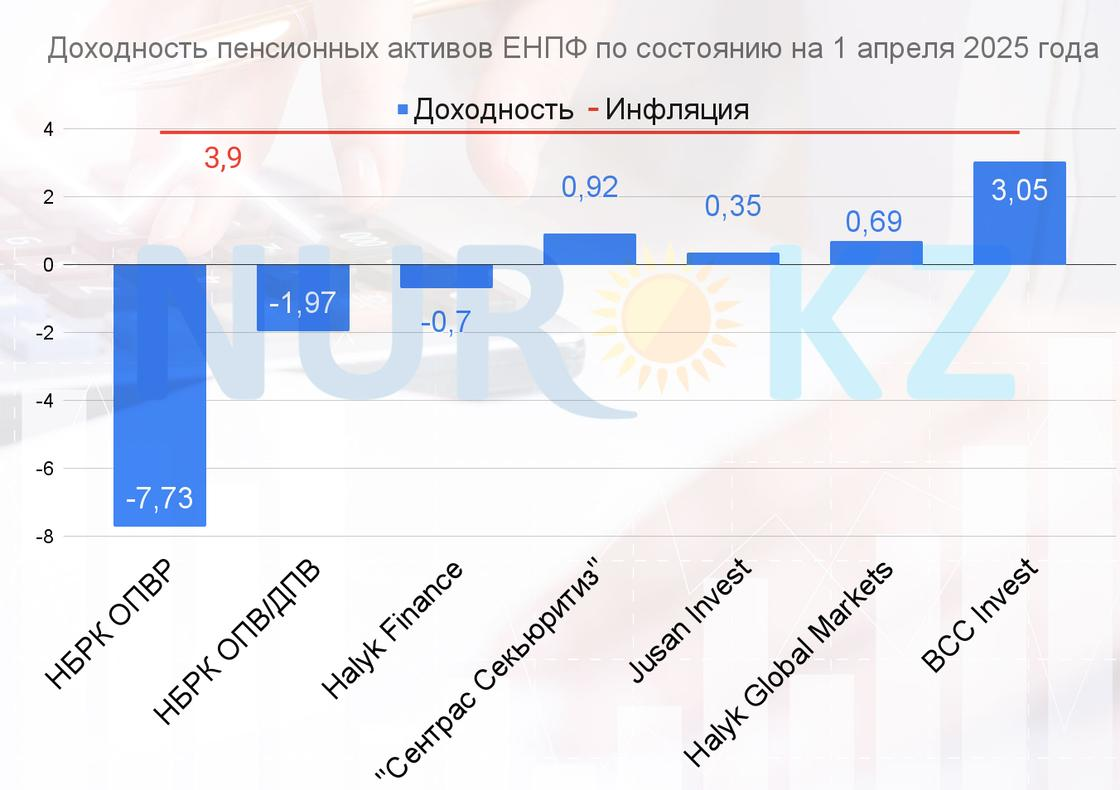 Доходность пенсионных активов ЕНПФ по состоянию на 1 апреля 2025 года
Доходность Инфляция
4
2
0
-2
-4
-6
-8
3,9
-7,73
-1,97
-0,7
0,92
0,35
0,69
3,05
NUR KZ
НБРК ОПВР
НБРК ОПВ/ДПВ
Halyk Finance
"Сентрас Секьюритиз"
Jusan Invest
Halyk Global Markets
BCC Invest